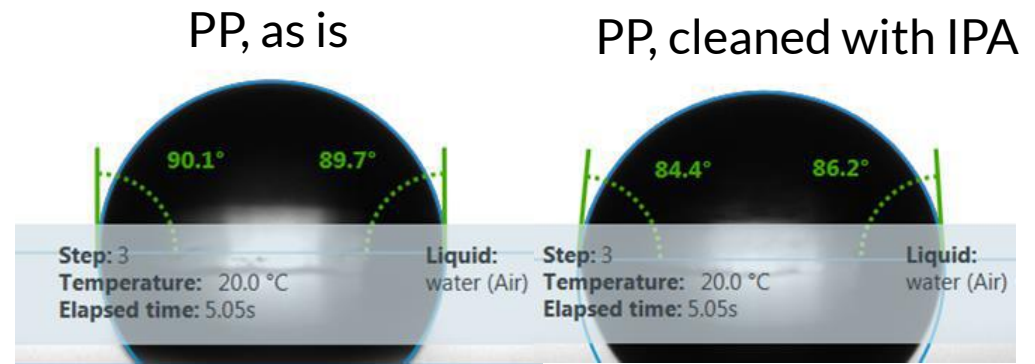 PP, as is
90.1° 89.7°
Step: 3 Liquid:
Temperature: 20.0 °C water (Air)
Elapsed time: 5.05s
PP, cleaned with IPA
84.4° 86.2°
Step: 3 Liquid:
Temperature: 20.0 °C water (Air)
Elapsed time: 5.05s